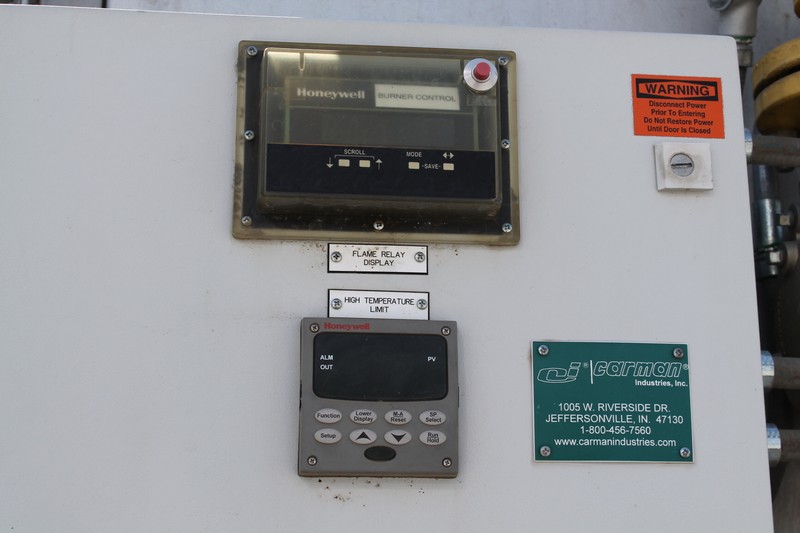 Honeywell BURNER CONTROL
SCROLL MODE
-SAVE-
WARNING
Disconnect Power
Prior To Entering
Do Not Restore Power
Until Door is Closed
FLAME RELAY
DISPLAY
HIGH TEMPERATURE
LIMIT
Honeywell
ALM PV
OUT
Function Lower Display M-A Reset SP Select
Setup Run Hold
cj® carman®
Industries, Inc.
1005 W. RIVERSIDE DR.
JEFFERSONVILLE, IN. 47130
1-800-456-7560
www.carmanindustries.com